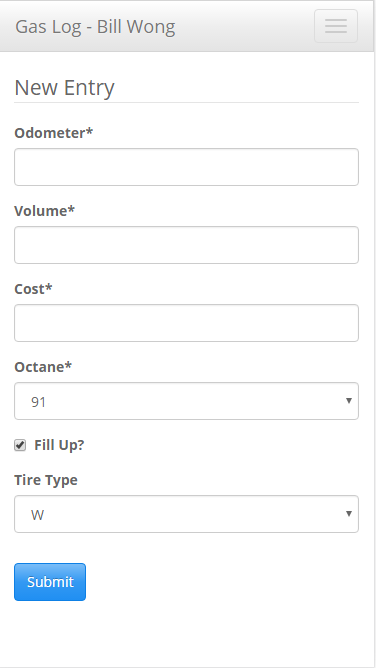 Gas Log - Bill Wong
New Entry
Odometer*
Volume*
Cost*
Octane*
91
Fill Up?
Tire Type
W
Submit